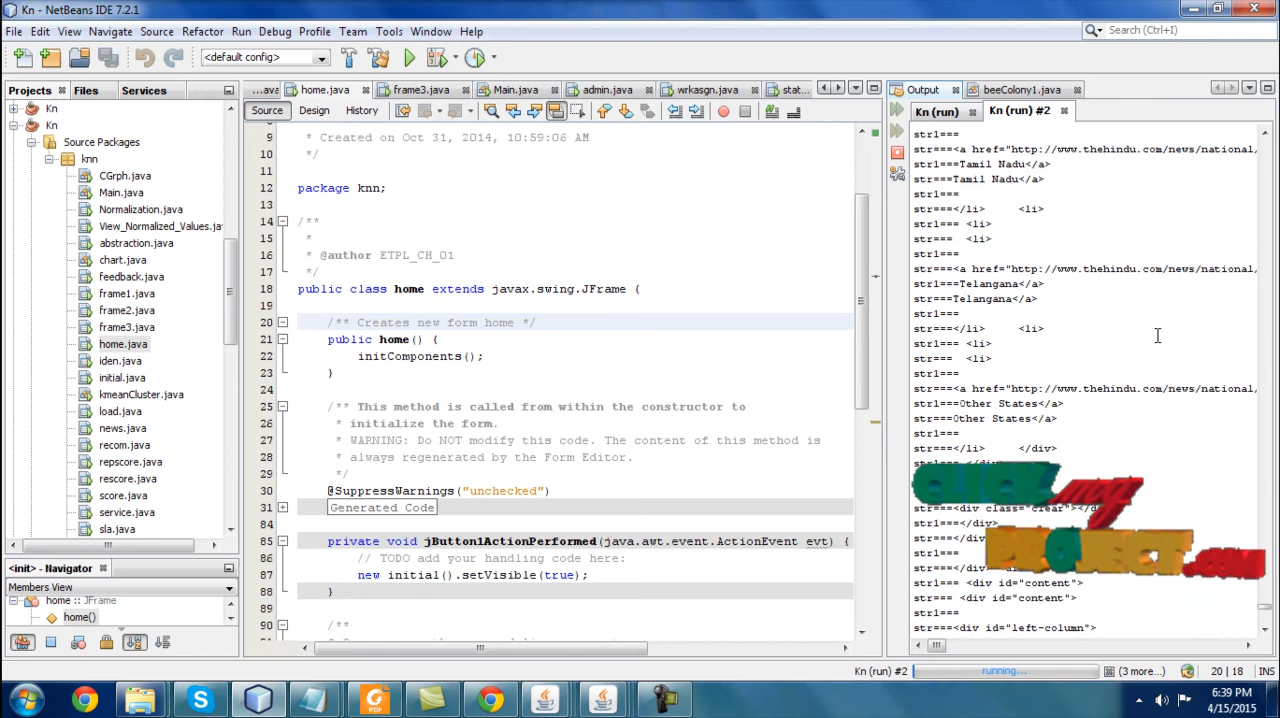 Kn - NetBeans IDE 7.2.1
File Edit View Navigate Source Refactor Run Debug Profile Team Tools Window Help
Search (Ctrl+I)
<default config>
Projects Files Services
Kn
Kn
Source Packages
knn
CGrph.java
Main.java
Normalization.java
View_Normalized_Values.jav
abstraction.java
chart.java
feedback.java
frame1.java
frame2.java
frame3.java
home.java
iden.java
initial.java
kmeanCluster.java
load.java
news.java
recom.java
repscore.java
rescore.java
score.java
service.java
sla.java
<init> - Navigator
Members View
home :: JFrame
home()
...ava home.java frame3.java Main.java admin.java wrkasgn.java stat...
Source Design History
9 * Created on Oct 31, 2014, 10:59:06 AM
10 */
11
12 package knn;
13
14 /**
15 *
16 * @author ETPL_CH_01
17 */
18 public class home extends javax.swing.JFrame {
19
20 /** Creates new form home */
21 public home() {
22 initComponents();
23 }
24
25 /** This method is called from within the constructor to
26 * initialize the form.
27 * WARNING: Do NOT modify this code. The content of this method is
28 * always regenerated by the Form Editor.
29 */
30 @SuppressWarnings("unchecked")
31 Generated Code
84
85 private void jButton1ActionPerformed(java.awt.event.ActionEvent evt) {
86 // TODO add your handling code here:
87 new initial().setVisible(true);
88 }
89
90 /**
Output beeColony1.java
Kn (run) Kn (run) #2
str1===
str===<a href="http://www.thehindu.com/news/national/
str1===Tamil Nadu</a>
str===Tamil Nadu</a>
str1===
str===</li> <li>
str1=== <li>
str=== <li>
str1===
str===<a href="http://www.thehindu.com/news/national/
str1===Telangana</a>
str===Telangana</a>
str1===
str===</li> <li>
str1=== <li>
str=== <li>
str1===
str===<a href="http://www.thehindu.com/news/national/
str1===Other States</a>
str===Other States</a>
str1===
str===</li> </div>
str1=== </div>
str===<div class="clear"></d
str1===</div>
str===</div>
str1===
str===</di
str1=== <div id="content">
str=== <div id="content">
str1===
str===<div id="left-column">
CLICK my PROJECT.com
Kn (run) #2 running... (3 more...) 20 | 18 INS
6:39 PM
4/15/2015